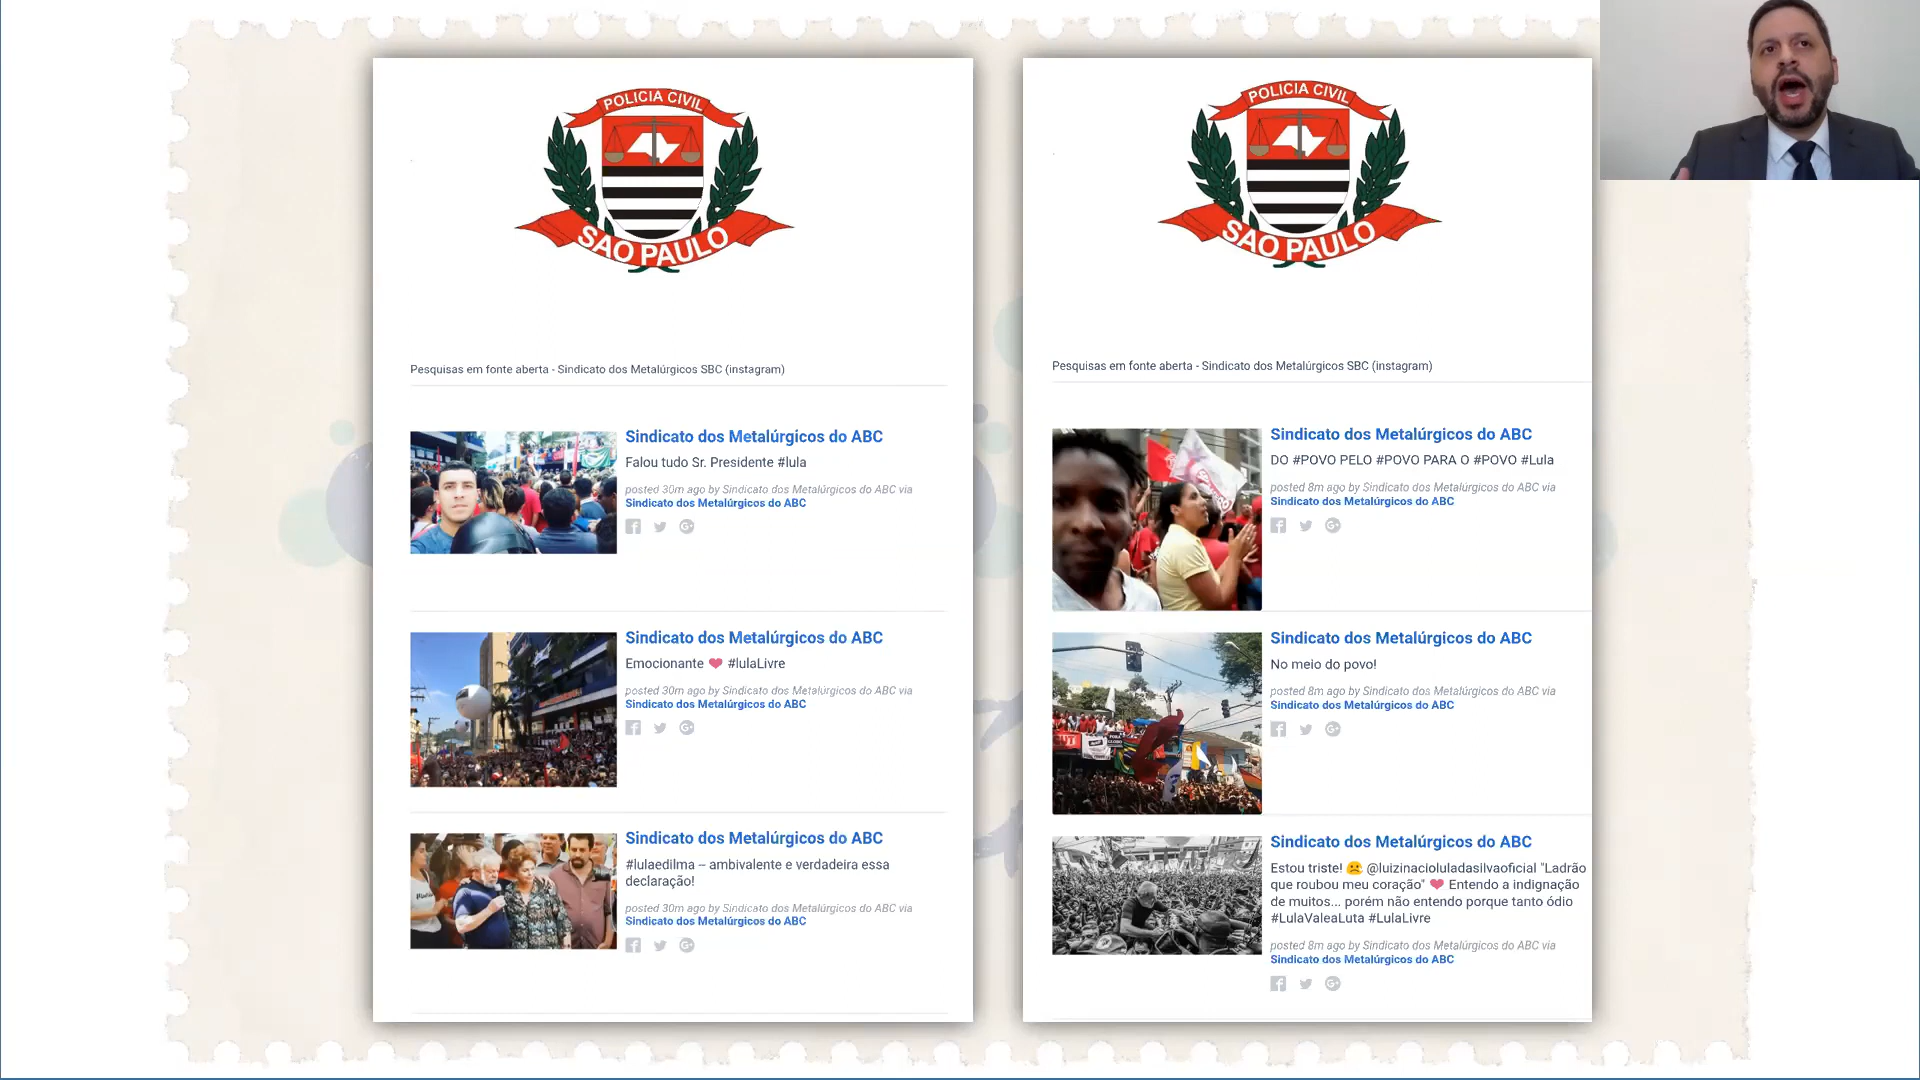 POLICIA CIVIL
SAO PAULO
Pesquisas em fonte aberta - Sindicato dos Metalúrgicos SBC (instagram)
Sindicato dos Metalúrgicos do ABC
Falou tudo Sr. Presidente #lula
posted 30m ago by Sindicato dos Metalúrgicos do ABC via
Sindicato dos Metalúrgicos do ABC
Sindicato dos Metalúrgicos do ABC
Emocionante ❤ #lulaLivre
posted 30m ago by Sindicato dos Metalúrgicos do ABC via
Sindicato dos Metalúrgicos do ABC
Sindicato dos Metalúrgicos do ABC
#lulaedilma – ambivalente e verdadeira essa
declaração!
posted 30m ago by Sindicato dos Metalúrgicos do ABC via
Sindicato dos Metalúrgicos do ABC
POLICIA CIVIL
SAO PAULO
Pesquisas em fonte aberta - Sindicato dos Metalúrgicos SBC (instagram)
Sindicato dos Metalúrgicos do ABC
DO #POVO PELO #POVO PARA O #POVO #Lula
posted 8m ago by Sindicato dos Metalúrgicos do ABC via
Sindicato dos Metalúrgicos do ABC
Sindicato dos Metalúrgicos do ABC
No meio do povo!
posted 8m ago by Sindicato dos Metalúrgicos do ABC via
Sindicato dos Metalúrgicos do ABC
Sindicato dos Metalúrgicos do ABC
Estou triste! ☹ @luizinacioluladasilvaoficial "Ladrão
que roubou meu coração" ❤ Entendo a indignação
de muitos... porém não entendo porque tanto ódio
#LulaValeaLuta #LulaLivre
posted 8m ago by Sindicato dos Metalúrgicos do ABC via
Sindicato dos Metalúrgicos do ABC